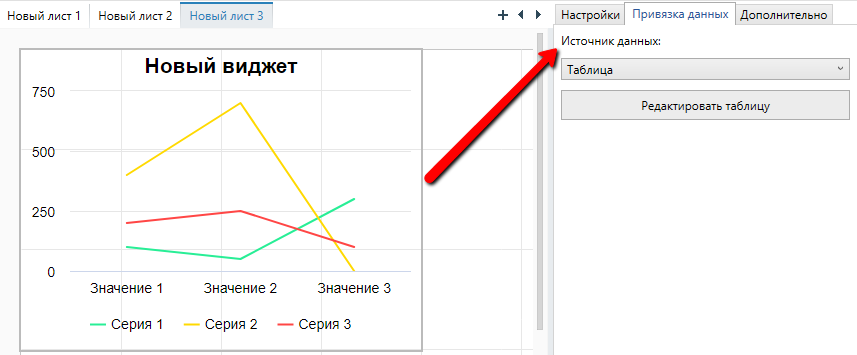 Новый лист 1 Новый лист 2 Новый лист 3
Настройки Привязка данных Дополнительно
Источник данных:
Таблица
Редактировать таблицу
Новый виджет
750
500
250
0
Значение 1 Значение 2 Значение 3
Серия 1 Серия 2 Серия 3